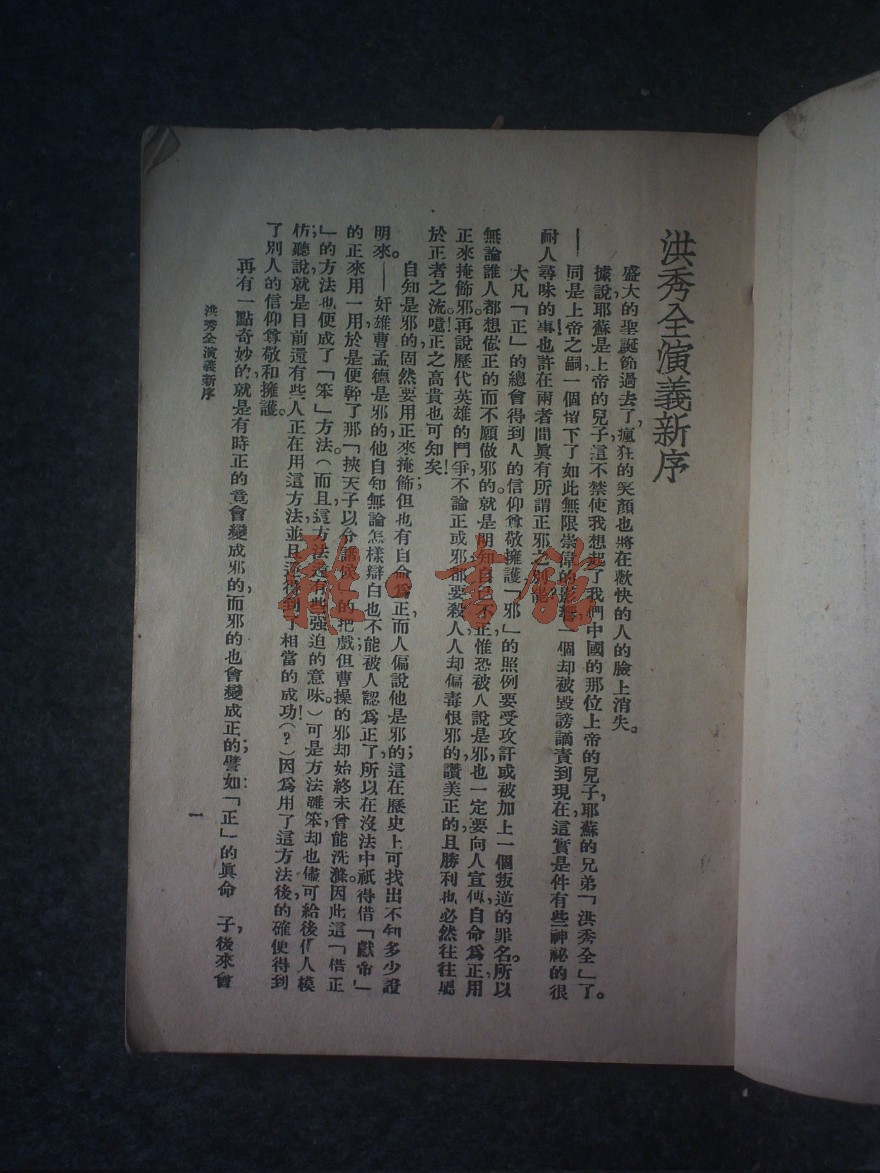 洪秀全演義新序
盛大的聖誕節過去了，瘋狂的笑顏也將在歡快的人的臉上消失。
據說耶蘇是上帝的兒子，這不禁使我想起了我們中國的那位上帝的兒子，耶蘇的兄弟「洪秀全」了。
——同是上帝之嗣，一個留下了如此無限崇偉的影響，一個却被毀謗謫責到現在，這實是件有些神祕的很
耐人尋味的事！也許在兩者間眞有所謂正邪之別罷？
大凡「正」的總會得到人的信仰尊敬擁護，「邪」的照例要受攻訐或被加上一個叛逆的罪名。所以
無論誰人，都想做正的而不願做邪的。就是明知自己不正，惟恐被人說是邪，也一定要向人宣傳自命爲正，用
正來掩飾邪。再說歷代英雄的鬥爭，不論正或邪都要殺人，人却偏毒恨邪的，讚美正的，且勝利也必然往往屬
於正者之流。噫！正之高貴也可知矣！
自知是邪的，固然要用正來掩飾；但也有自命爲正，而人偏說他是邪的，這在歷史上可找出不知多少證
明來。——奸雄曹孟德是邪的，他自知無論怎樣辯白，也不能被人認爲正了，所以在沒法中，祇得借「獻帝」
的正來用一用，於是便幹了那「挾天子以令諸侯」的把戲；但曹操的邪却始終未曾能洗滌。因此這「借正
」的方法，也便成了「笨」方法（而且這方法還有些强迫的意味）可是方法雖笨，却也儘可給後代人模
仿；聽說就是目前還有些人正在用這方法，並且還得到了相當的成功（？）！因爲用了這方法後，的確便得到
了別人的信仰尊敬和擁護。
再有一點奇妙的，就是有時正的竟會變成邪的，而邪的也會變成正的；譬如：「正」的眞命 子，後來會
洪秀全演義新序
一
雜·書館